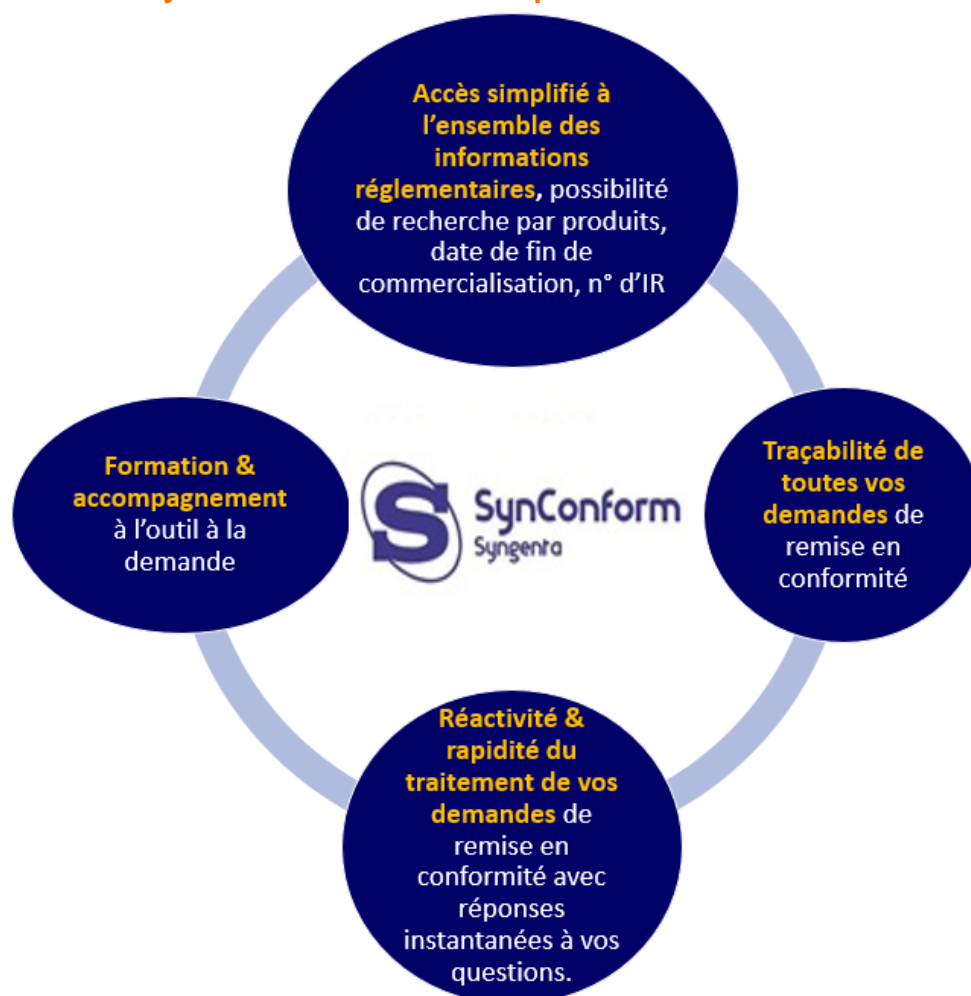 Accès simplifié à
l'ensemble des
informations
réglementaires, possibilité
de recherche par produits,
date de fin de
commercialisation, n° d'IR
Formation &
accompagnement
à l'outil à la
demande
SynConform
Syngenta
Traçabilité de
toutes vos
demandes de
remise en
conformité
Réactivité &
rapidité du
traitement de vos
demandes de
remise en
conformité avec
réponses
instantanées à vos
questions.